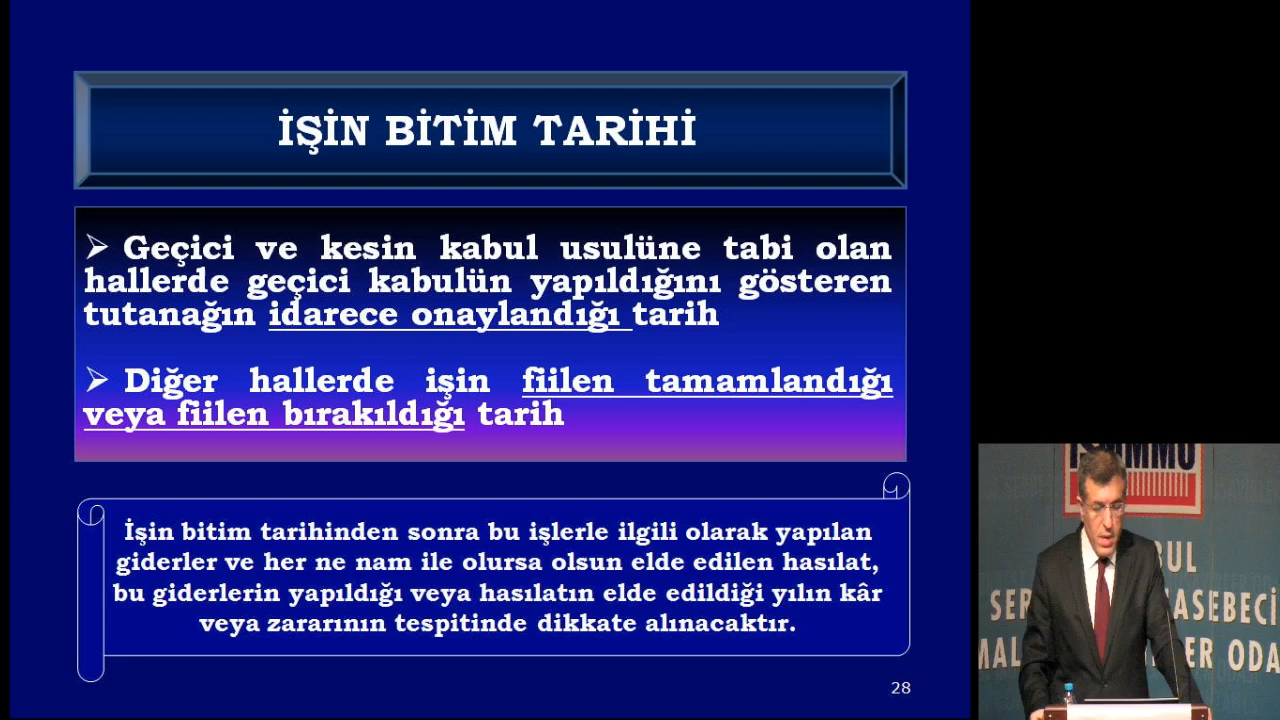 İŞİN BİTİM TARİHİ
➢ Geçici ve kesin kabul usulüne tabi olan
hallerde geçici kabulün yapıldığını gösteren
tutanağın idarece onaylandığı tarih
➢ Diğer hallerde işin fiilen tamamlandığı
veya fiilen bırakıldığı tarih
İşin bitim tarihinden sonra bu işlerle ilgili olarak yapılan
giderler ve her ne nam ile olursa olsun elde edilen hasılat,
bu giderlerin yapıldığı veya hasılatın elde edildiği yılın kâr
veya zararının tespitinde dikkate alınacaktır.
28